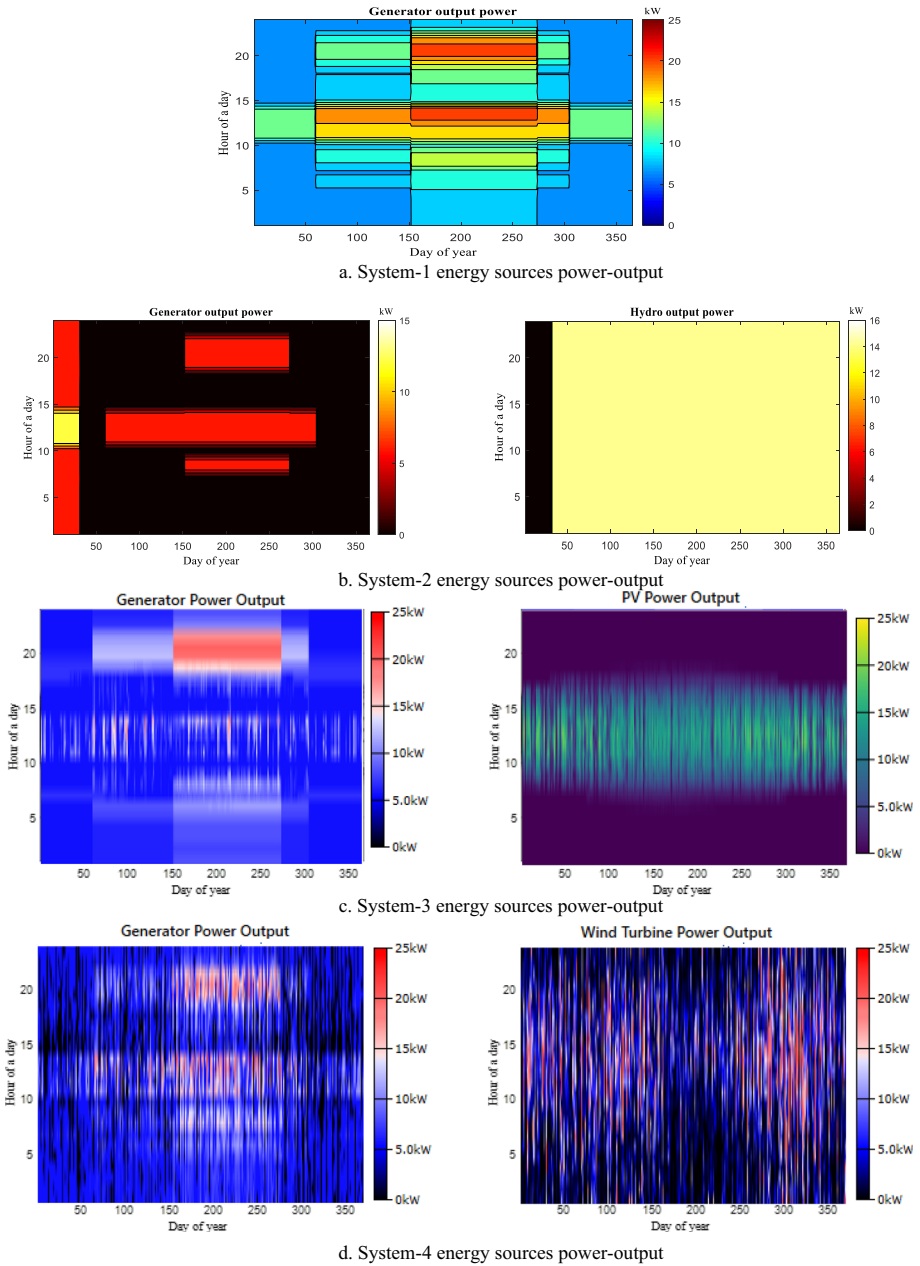 Generator output power
kW
25
20
15
10
5
0
20
15
10
5
Hour of a day
50 100 150 200 250 300 350
Day of year
a. System-1 energy sources power-output
Generator output power
kW
15
10
5
0
20
15
10
5
Hour of a day
50 100 150 200 250 300 350
Day of year
Hydro output power
kW
16
14
12
10
8
6
4
2
0
20
15
10
5
Hour of a day
50 100 150 200 250 300 350
Day of year
b. System-2 energy sources power-output
Generator Power Output
25kW
20kW
15kW
10kW
5.0kW
0kW
20
15
10
5
Hour of a day
50 100 150 200 250 300 350
Day of year
PV Power Output
25kW
20kW
15kW
10kW
5.0kW
0kW
20
15
10
5
Hour of a day
50 100 150 200 250 300 350
Day of year
c. System-3 energy sources power-output
Generator Power Output
25kW
20kW
15kW
10kW
5.0kW
0kW
20
15
10
5
Hour of a day
50 100 150 200 250 300 350
Day of year
Wind Turbine Power Output
25kW
20kW
15kW
10kW
5.0kW
0kW
20
15
10
5
Hour of a day
50 100 150 200 250 300 350
Day of year
d. System-4 energy sources power-output